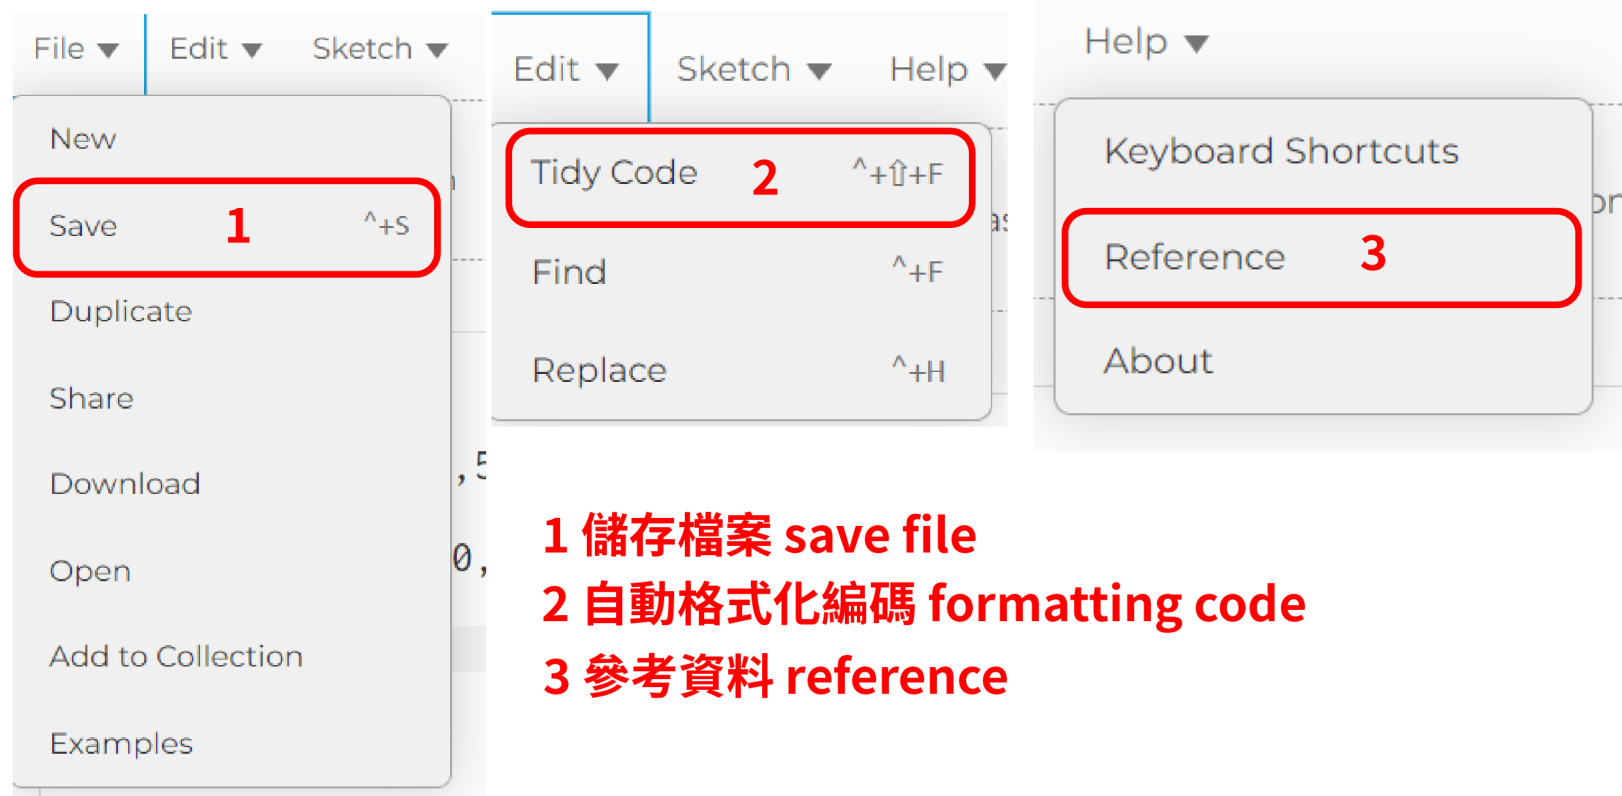 File ▼ Edit ▼ Sketch ▼
New
Save 1 ^+S
Duplicate
Share
Download
Open
Add to Collection
Examples
,5
0,
Edit ▼ Sketch ▼ Help ▼
Tidy Code 2 ^+⇧+F
Find ^+F
Replace ^+H
Help ▼
Keyboard Shortcuts
Reference 3
About
1 儲存檔案 save file
2 自動格式化編碼 formatting code
3 參考資料 reference